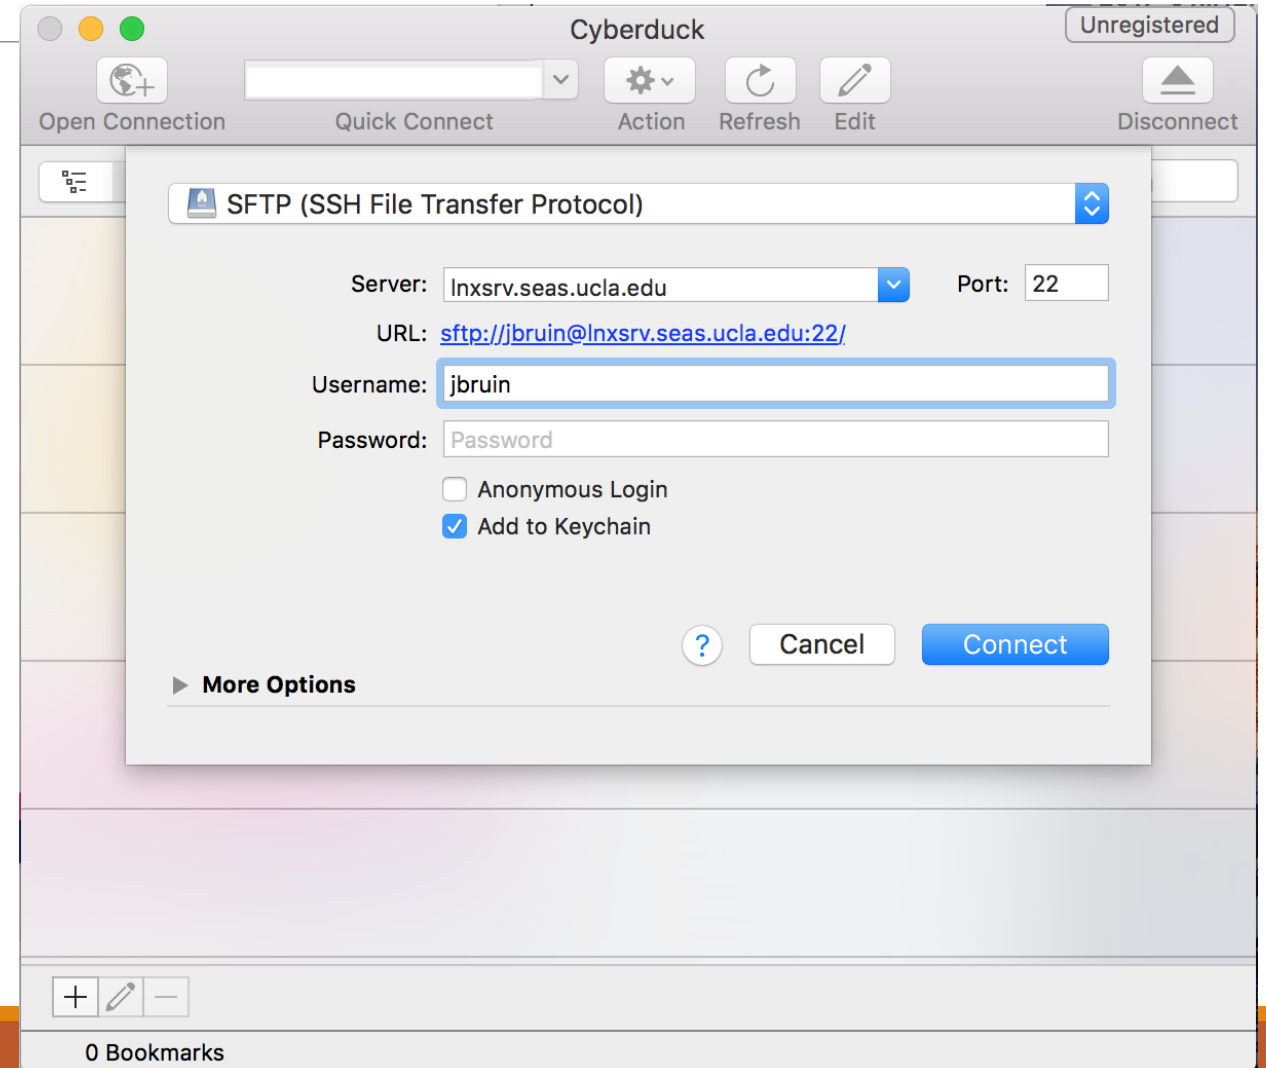 Cyberduck
Unregistered
Open Connection
Quick Connect
Action
Refresh
Edit
Disconnect
SFTP (SSH File Transfer Protocol)
Server: lnxsrv.seas.ucla.edu Port: 22
URL: sftp://jbruin@lnxsrv.seas.ucla.edu:22/
Username: jbruin
Password: Password
Anonymous Login
Add to Keychain
? Cancel Connect
More Options
0 Bookmarks